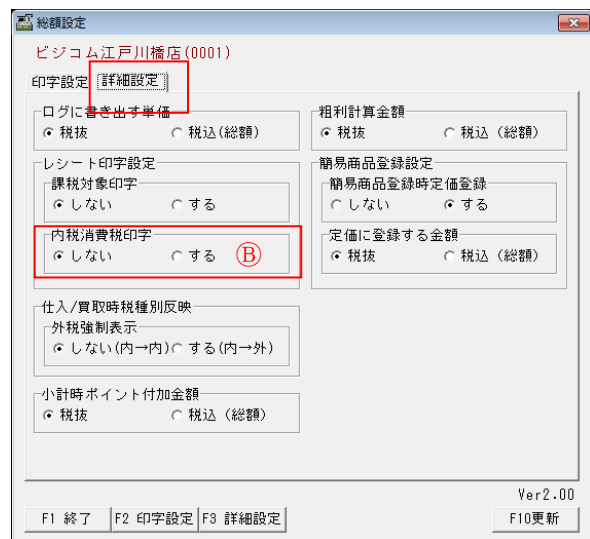 総額設定
ビジコム江戸川橋店(0001)
印字設定 詳細設定
ログに書き出す単価
税抜 税込(総額)
レシート印字設定
課税対象印字
しない する
内税消費税印字
しない する Ⓑ
仕入/買取時税種別反映
外税強制表示
しない(内→内) する(内→外)
小計時ポイント付加金額
税抜 税込（総額）
粗利計算金額
税抜 税込（総額）
簡易商品登録設定
簡易商品登録時定価登録
しない する
定価に登録する金額
税抜 税込（総額）
Ver2.00
F1 終了 F2 印字設定 F3 詳細設定 F10更新